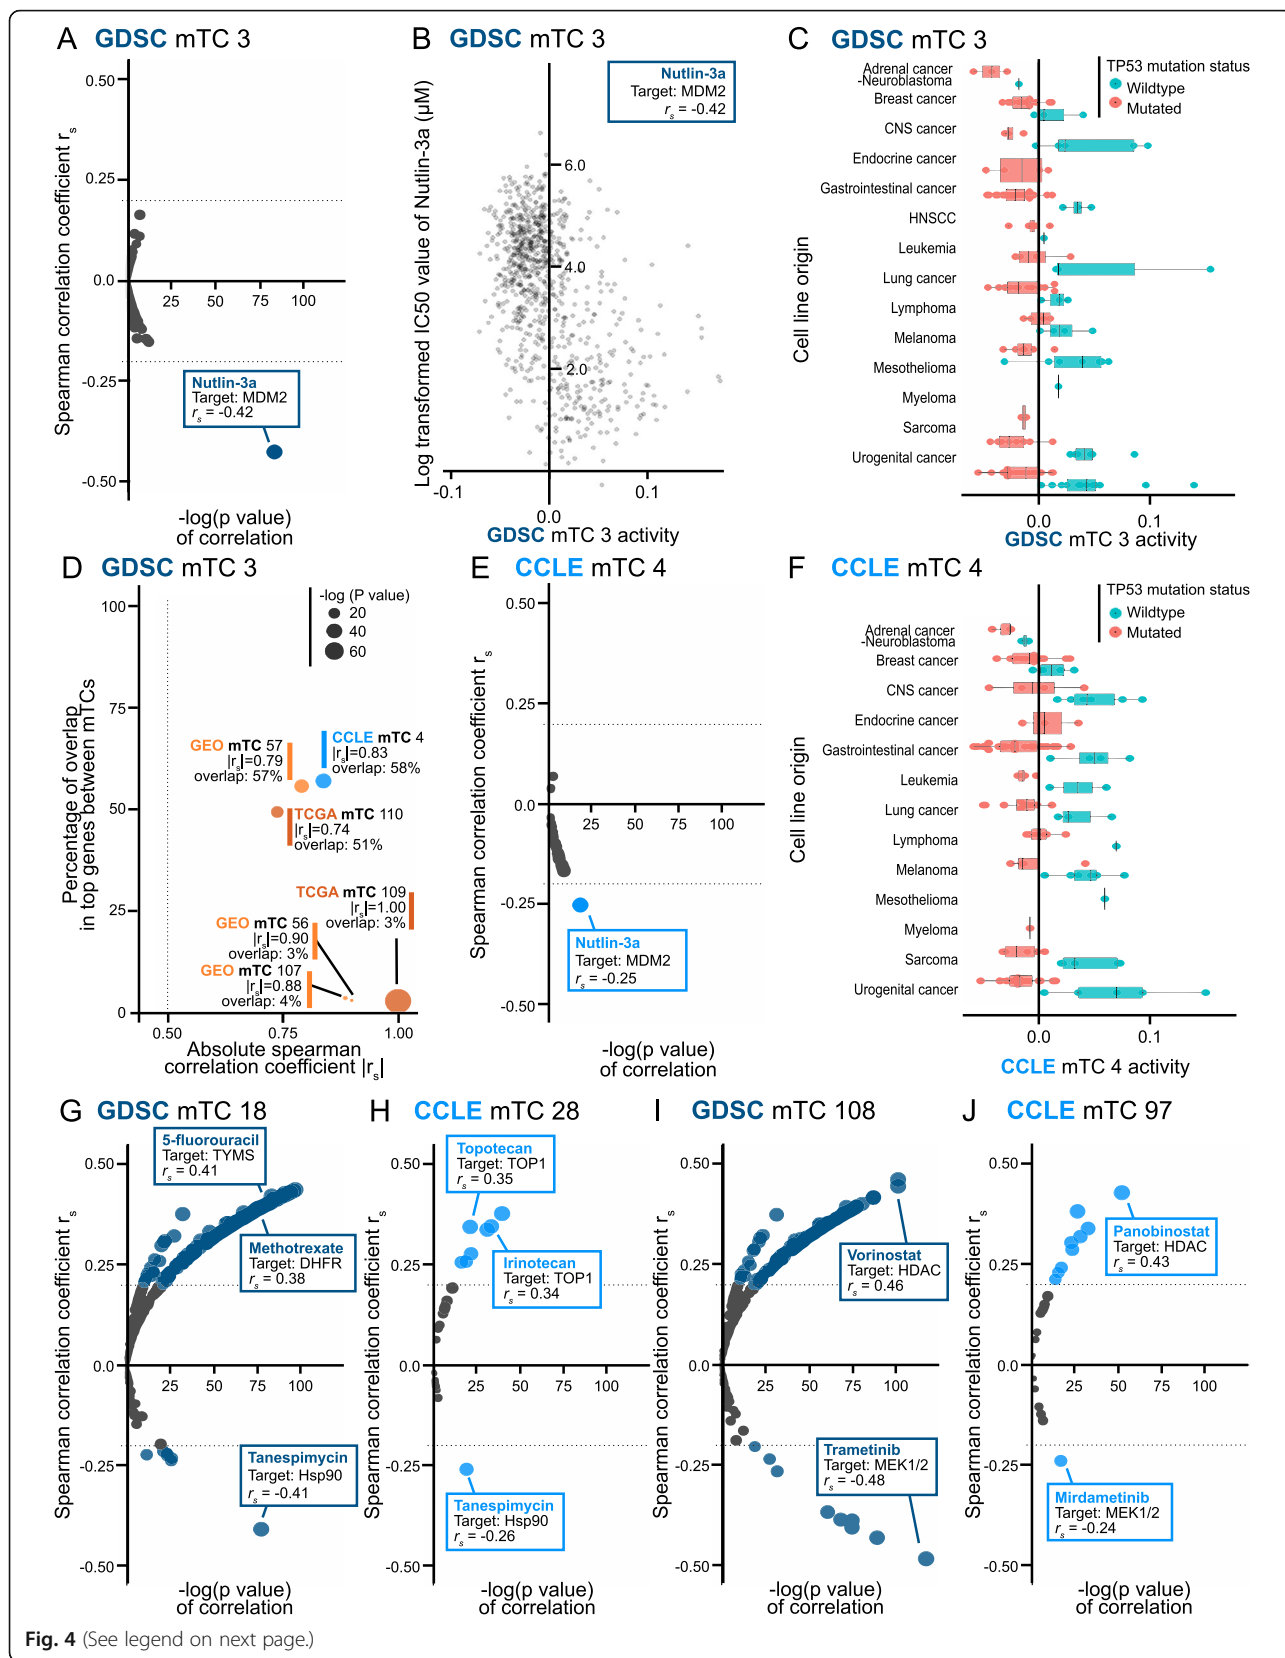 A GDSC mTC 3
Spearman correlation coefficient rs
0.50
0.25
0.0
-0.25
-0.50
25 50 75 100
Nutlin-3a
Target: MDM2
rs = -0.42
-log(p value)
of correlation
B GDSC mTC 3
Log transformed IC50 value of Nutlin-3a (µM)
Nutlin-3a
Target: MDM2
rs = -0.42
6.0
4.0
2.0
-0.1 0.0 0.1
GDSC mTC 3 activity
C GDSC mTC 3
TP53 mutation status
Wildtype
Mutated
Cell line origin
Adrenal cancer
-Neuroblastoma
Breast cancer
CNS cancer
Endocrine cancer
Gastrointestinal cancer
HNSCC
Leukemia
Lung cancer
Lymphoma
Melanoma
Mesothelioma
Myeloma
Sarcoma
Urogenital cancer
0.0 0.1
GDSC mTC 3 activity
D GDSC mTC 3
Percentage of overlap
in top genes between mTCs
100
75
50
25
0
-log (P value)
20
40
60
GEO mTC 57
|rs|=0.79
overlap: 57%
CCLE mTC 4
|rs|=0.83
overlap: 58%
TCGA mTC 110
|rs|=0.74
overlap: 51%
TCGA mTC 109
|rs|=1.00
overlap: 3%
GEO mTC 56
|rs|=0.90
overlap: 3%
GEO mTC 107
|rs|=0.88
overlap: 4%
0.50 0.75 1.00
Absolute spearman
correlation coefficient |rs|
E CCLE mTC 4
Spearman correlation coefficient rs
0.50
0.25
0.0
-0.25
-0.50
25 50 75 100
Nutlin-3a
Target: MDM2
rs = -0.25
-log(p value)
of correlation
F CCLE mTC 4
TP53 mutation status
Wildtype
Mutated
Cell line origin
Adrenal cancer
-Neuroblastoma
Breast cancer
CNS cancer
Endocrine cancer
Gastrointestinal cancer
Leukemia
Lung cancer
Lymphoma
Melanoma
Mesothelioma
Myeloma
Sarcoma
Urogenital cancer
0.0 0.1
CCLE mTC 4 activity
G GDSC mTC 18
Spearman correlation coefficient rs
0.50
0.25
0.0
-0.25
-0.50
25 50 75 100
5-fluorouracil
Target: TYMS
rs = 0.41
Methotrexate
Target: DHFR
rs = 0.38
Tanespimycin
Target: Hsp90
rs = -0.41
-log(p value)
of correlation
H CCLE mTC 28
Spearman correlation coefficient rs
0.50
0.25
0.00
-0.25
-0.50
25 50 75 100
Topotecan
Target: TOP1
rs = 0.35
Irinotecan
Target: TOP1
rs = 0.34
Tanespimycin
Target: Hsp90
rs = -0.26
-log(p value)
of correlation
I GDSC mTC 108
Spearman correlation coefficient rs
0.50
0.25
0.0
-0.25
-0.50
25 50 75 100
Vorinostat
Target: HDAC
rs = 0.46
Trametinib
Target: MEK1/2
rs = -0.48
-log(p value)
of correlation
J CCLE mTC 97
Spearman correlation coefficient rs
0.50
0.25
0.0
-0.25
-0.50
25 50 75 100
Panobinostat
Target: HDAC
rs = 0.43
Mirdametinib
Target: MEK1/2
rs = -0.24
-log(p value)
of correlation
Fig. 4 (See legend on next page.)